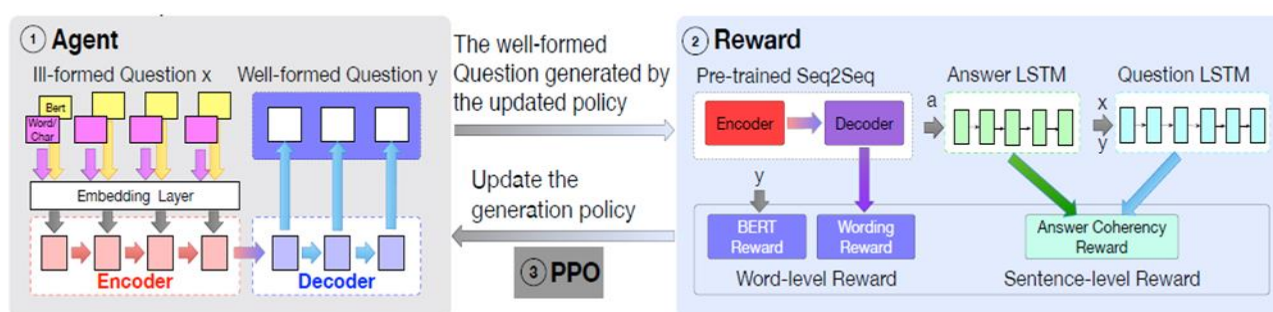 ① Agent
Ill-formed Question x
Well-formed Question y
Bert
Word/
Char
Embedding Layer
Encoder
Decoder
The well-formed
Question generated by
the updated policy
Update the
generation policy
③ PPO
② Reward
Pre-trained Seq2Seq
Answer LSTM
Question LSTM
Encoder
Decoder
a
x
y
y
BERT
Reward
Wording
Reward
Answer Coherency
Reward
Word-level Reward
Sentence-level Reward